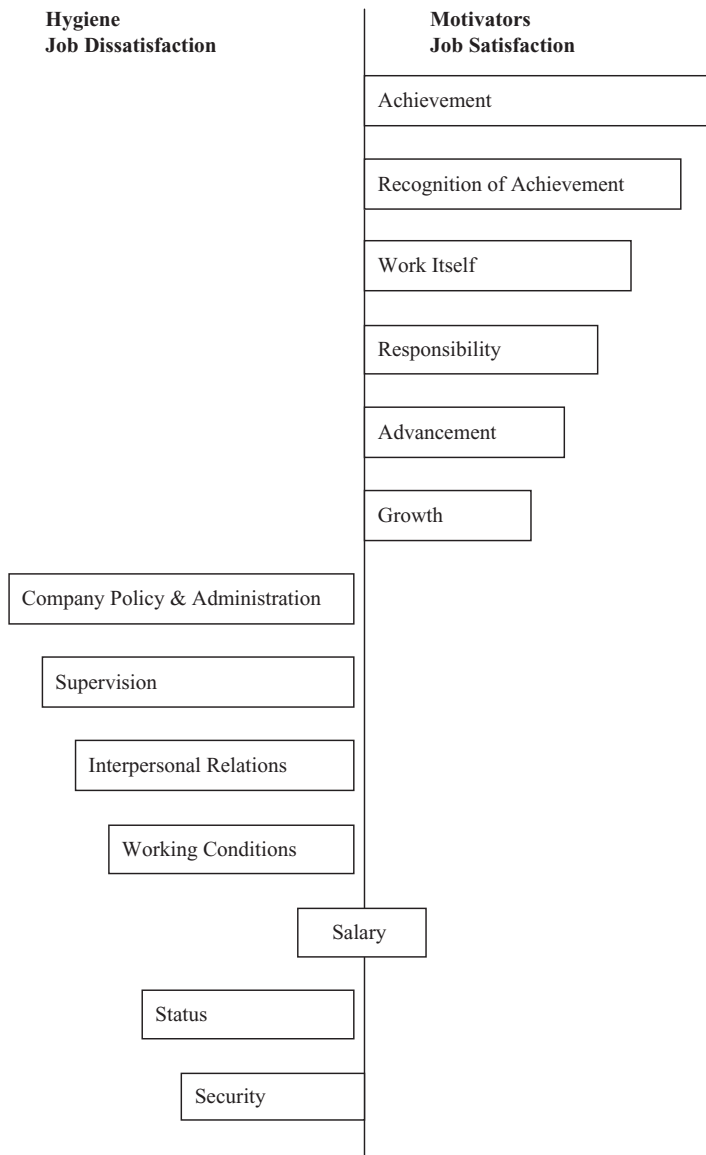 Hygiene
Job Dissatisfaction
Motivators
Job Satisfaction
Achievement
Recognition of Achievement
Work Itself
Responsibility
Advancement
Growth
Company Policy & Administration
Supervision
Interpersonal Relations
Working Conditions
Salary
Status
Security